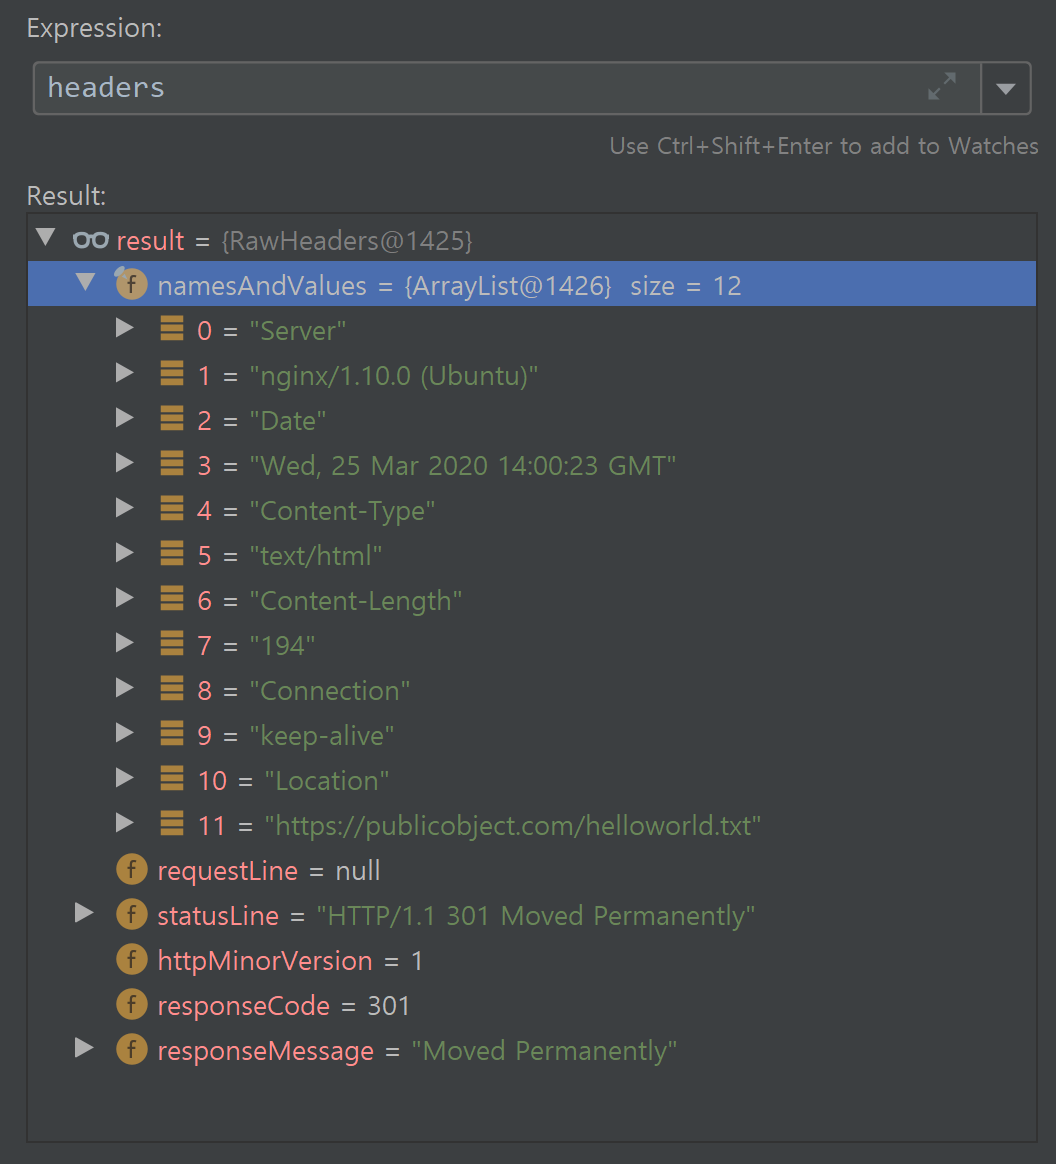 Expression:
headers
Use Ctrl+Shift+Enter to add to Watches
Result:
result = {RawHeaders@1425}
f namesAndValues = {ArrayList@1426} size = 12
0 = "Server"
1 = "nginx/1.10.0 (Ubuntu)"
2 = "Date"
3 = "Wed, 25 Mar 2020 14:00:23 GMT"
4 = "Content-Type"
5 = "text/html"
6 = "Content-Length"
7 = "194"
8 = "Connection"
9 = "keep-alive"
10 = "Location"
11 = "https://publicobject.com/helloworld.txt"
f requestLine = null
f statusLine = "HTTP/1.1 301 Moved Permanently"
f httpMinorVersion = 1
f responseCode = 301
f responseMessage = "Moved Permanently"